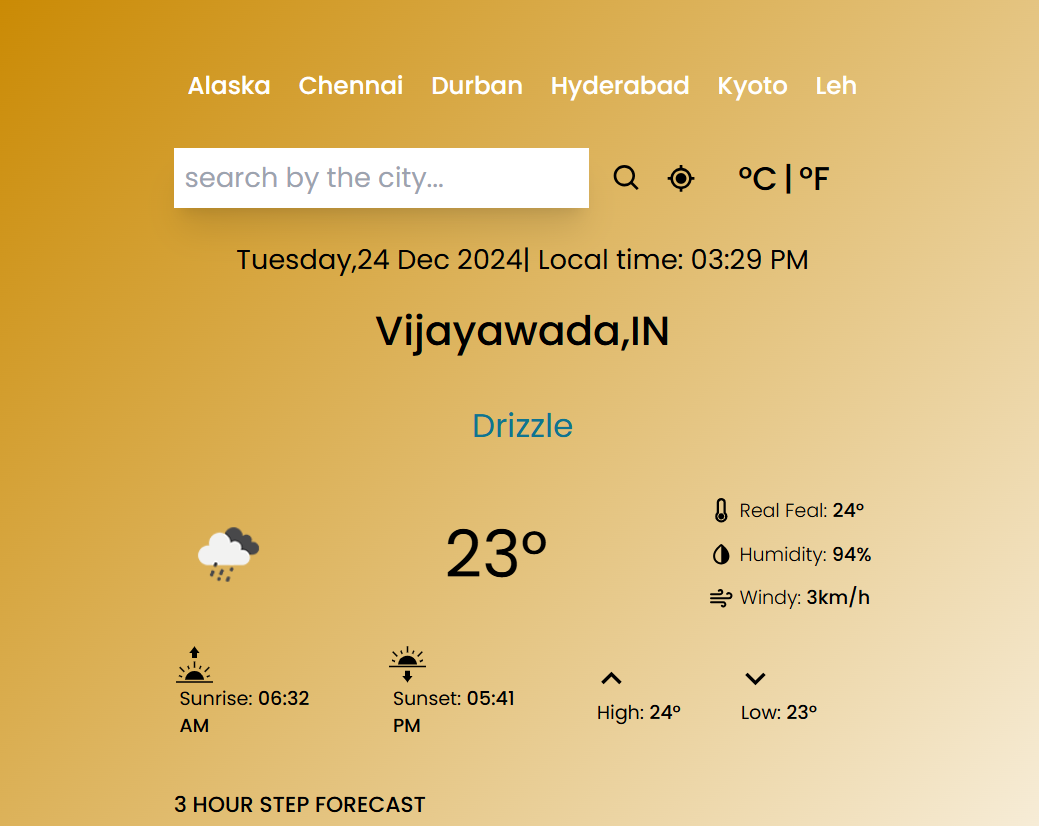 Alaska Chennai Durban Hyderabad Kyoto Leh
search by the city...
°C | °F
Tuesday,24 Dec 2024| Local time: 03:29 PM
Vijayawada,IN
Drizzle
23°
Real Feal: 24°
Humidity: 94%
Windy: 3km/h
Sunrise: 06:32
AM
Sunset: 05:41
PM
High: 24°
Low: 23°
3 HOUR STEP FORECAST